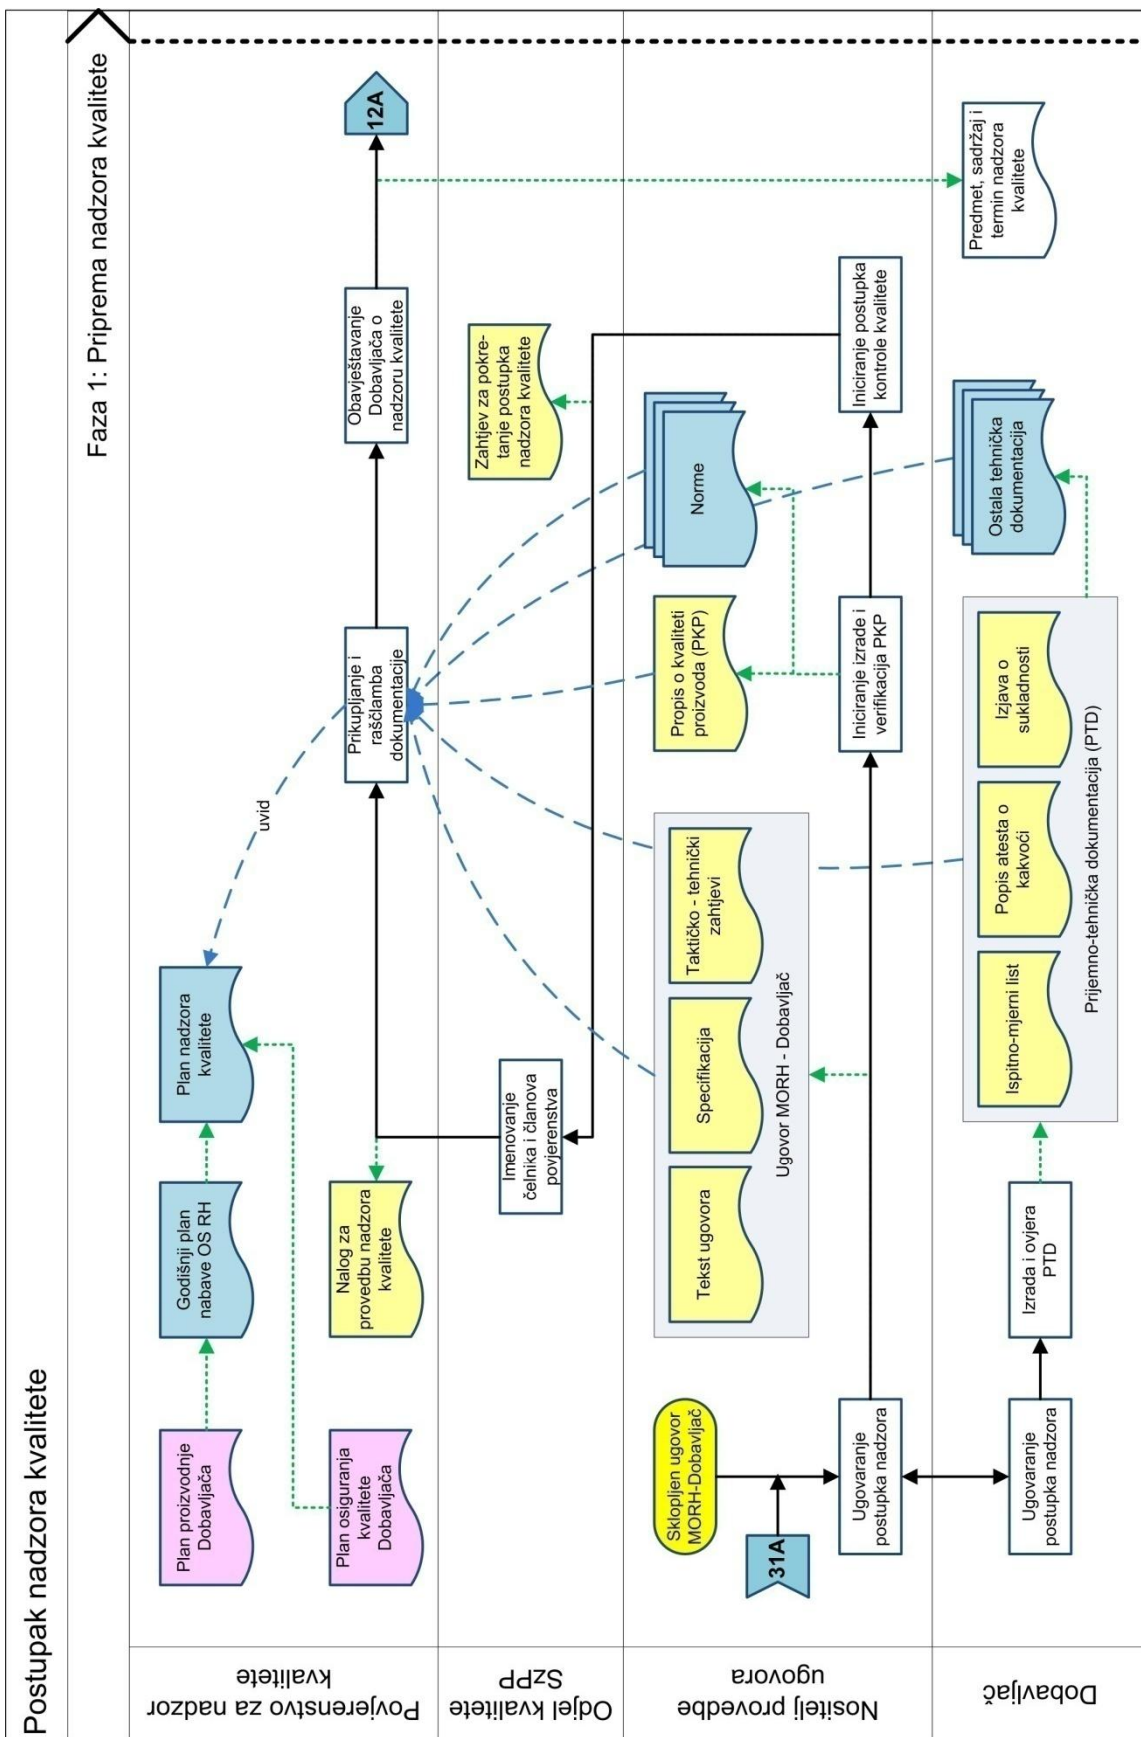 Postupak nadzora kvalitete
Faza 1: Priprema nadzora kvalitete
Povjerenstvo za nadzor
kvalitete
Plan proizvodnje
Dobavljača
Godišnji plan
nabave OS RH
Plan nadzora
kvalitete
uvid
Plan osiguranja
kvalitete
Dobavljača
Nalog za
provedbu nadzora
kvalitete
Prikupljanje i
raščlamba
dokumentacije
Obavještavanje
Dobavljača o
nadzoru kvalitete
12A
Odjel kvalitete
SzPP
Imenovanje
čelnika i članova
povjerenstva
Zahtjev za pokre-
tanje postupka
nadzora kvalitete
Nositelj provedbe
ugovora
Sklopljen ugovor
MORH-Dobavljač
31A
Tekst ugovora
Specifikacija
Taktičko - tehnički
zahtjevi
Ugovor MORH - Dobavljač
Propis o kvaliteti
proizvoda (PKP)
Norme
Ugovaranje
postupka nadzora
Iniciranje izrade i
verifikacija PKP
Iniciranje postupka
kontrole kvalitete
Dobavljač
Ugovaranje
postupka nadzora
Izrada i ovjera
PTD
Ispitno-mjerni list
Popis atesta o
kakvoći
Izjava o
sukladnosti
Prijemno-tehnička dokumentacija (PTD)
Ostala tehnička
dokumentacija
Predmet, sadržaj i
termin nadzora
kvalitete